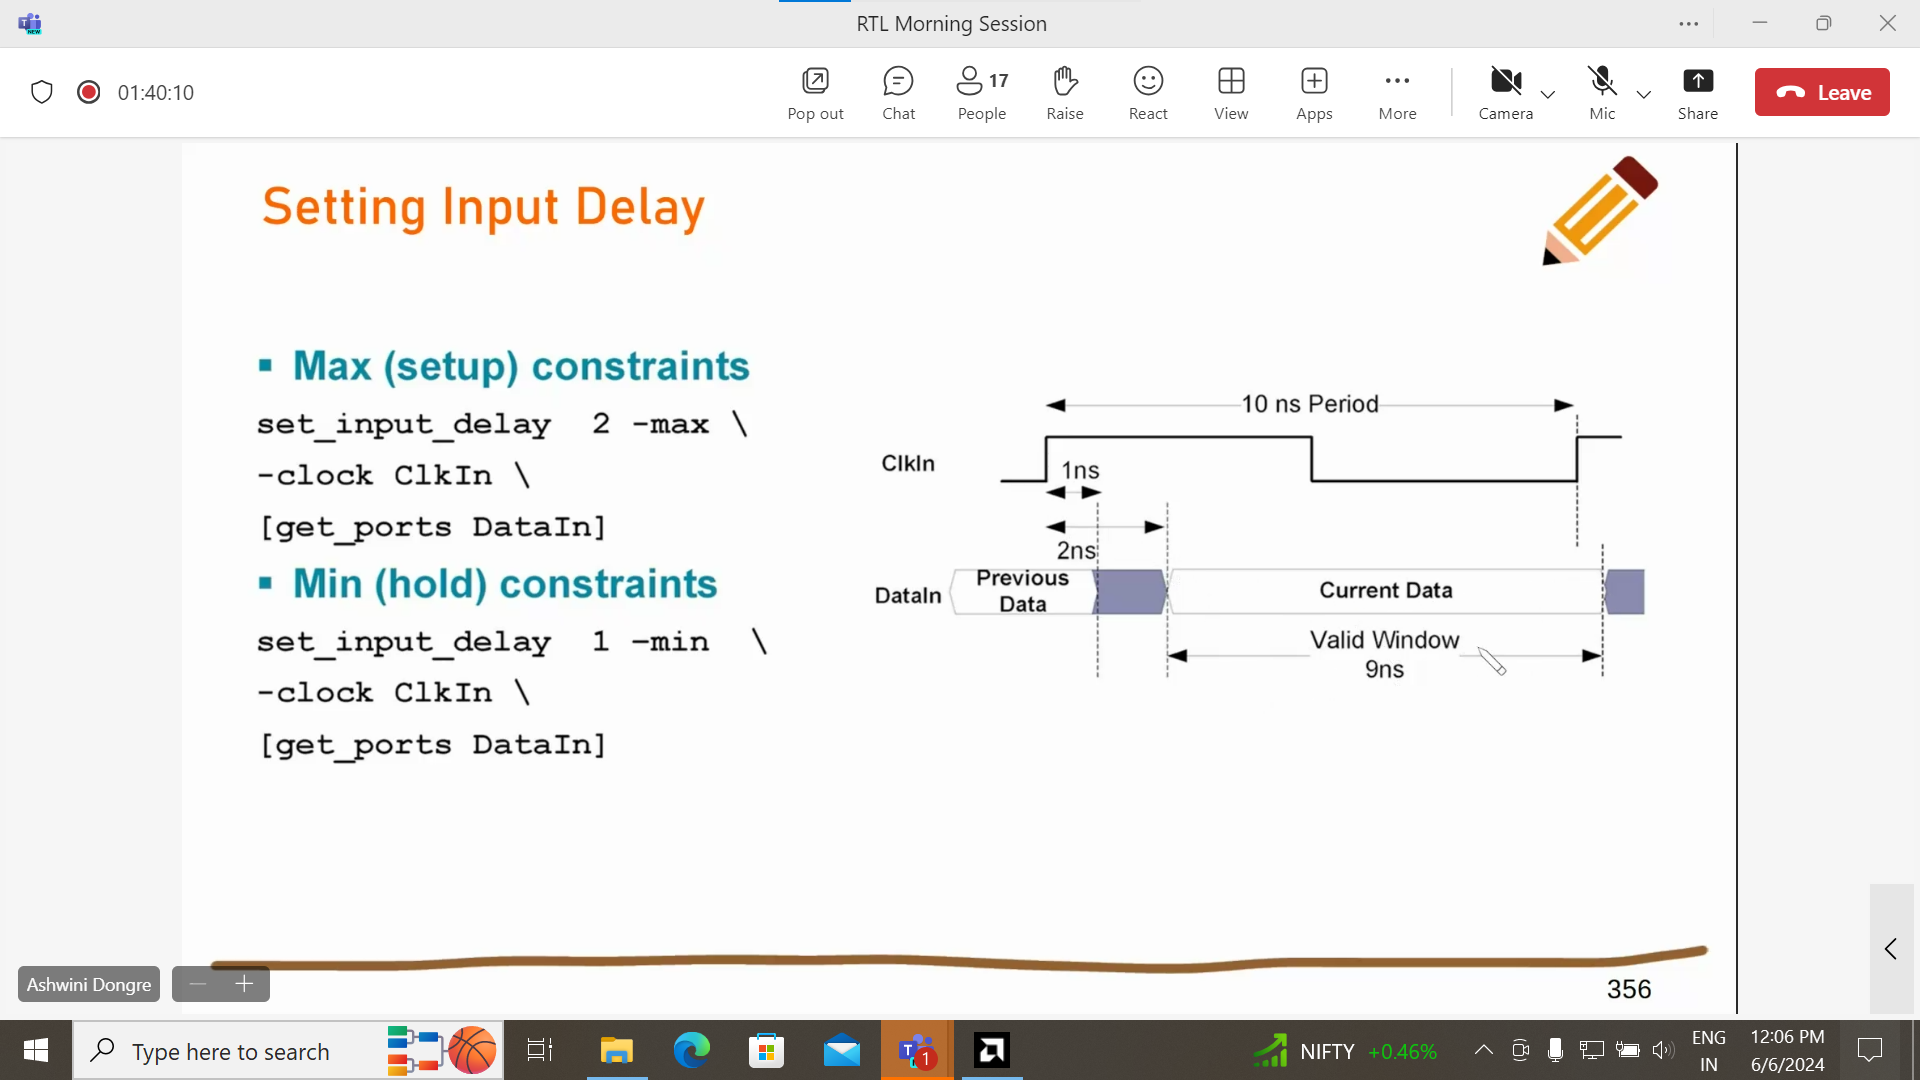 RTL Morning Session
01:40:10
Pop out
Chat
17
People
Raise
React
View
Apps
More
Camera
Mic
Share
Leave
Setting Input Delay
▪ Max (setup) constraints
set_input_delay 2 -max \
-clock ClkIn \
[get_ports DataIn]
▪ Min (hold) constraints
set_input_delay 1 –min \
-clock ClkIn \
[get_ports DataIn]
10 ns Period
ClkIn
1ns
2ns
DataIn
Previous
Data
Current Data
Valid Window
9ns
356
Ashwini Dongre
Type here to search
1
NIFTY +0.46%
ENG
IN
12:06 PM
6/6/2024